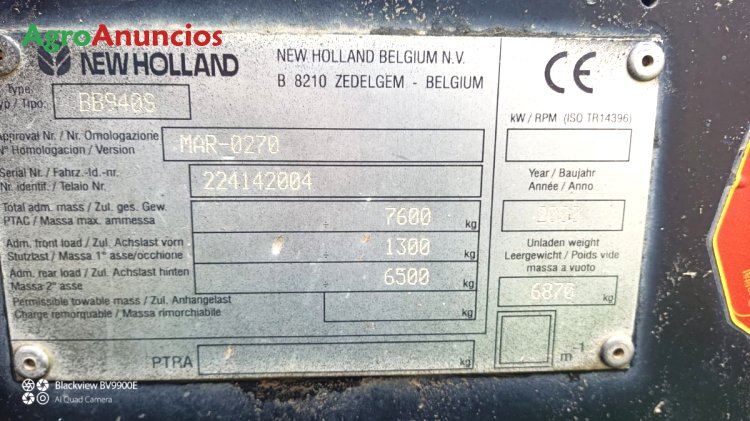 AgroAnuncios
NEW HOLLAND
NEW HOLLAND BELGIUM N.V.
B 8210 ZEDELGEM - BELGIUM
CE
Type:
yp / Tipo:
BB940S
kW / RPM (ISO TR14396)
Approval Nr. / Nr. Omologazione
N° Homologacion / Version
MAR-0270
Serial Nr. / Fahrz.-Id.-nr.
Nr. identif. / Telaio Nr.
224142004
Year / Baujahr
Année / Anno
Total adm. mass / Zul. ges. Gew.
PTAC / Massa max. ammessa
÷ 7600 kg
Adm. front load / Zul. Achslast vorn
Stutzlast / Massa 1° asse/occhione
÷ 1300 kg
Unladen weight
Leergewicht / Poids vide
massa a vuoto
Adm. rear load / Zul. Achslast hinten
Massa 2° asse
÷ 6500 kg
6870 kg
Permissible towable mass / Zul. Anhangelast
Charge remorquable / Massa rimorchiabile
kg
PTRA
kg
m-1
Blackview BV9900E
AI Quad Camera